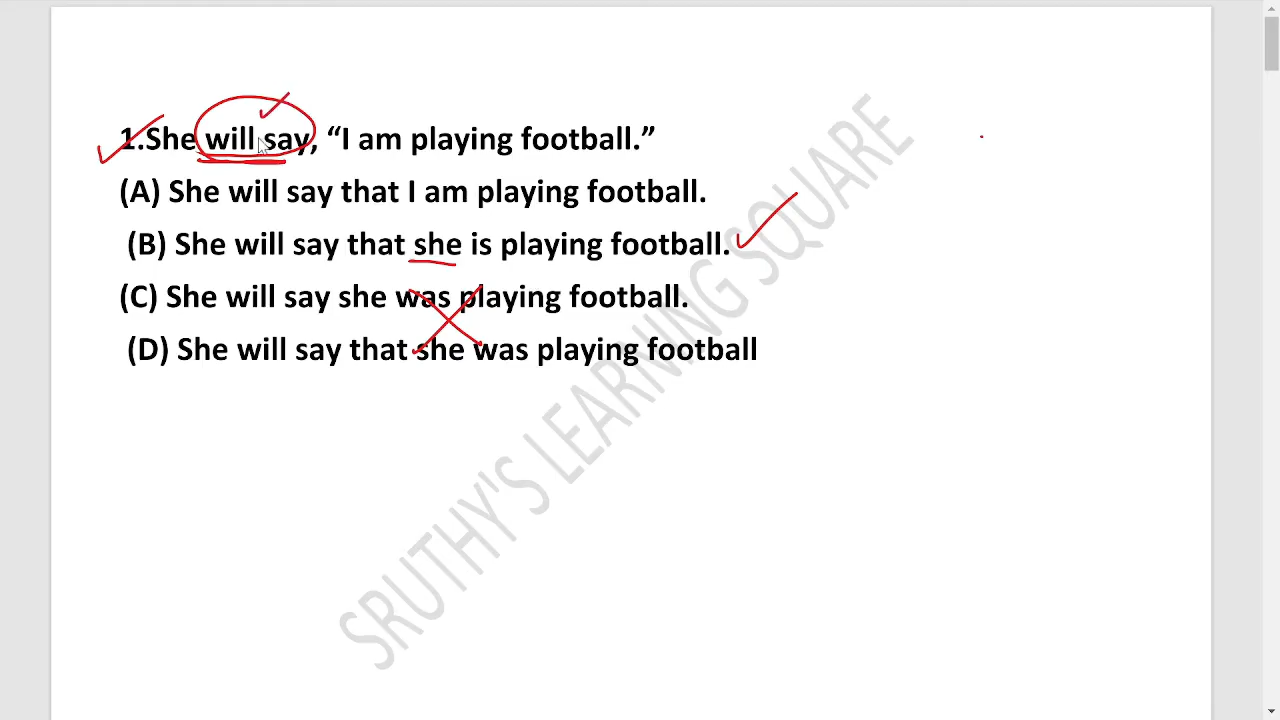 1.She will say, “I am playing football.”
(A) She will say that I am playing football.
(B) She will say that she is playing football.
(C) She will say she was playing football.
(D) She will say that she was playing football
SRUTHY'S LEARNING SQUARE